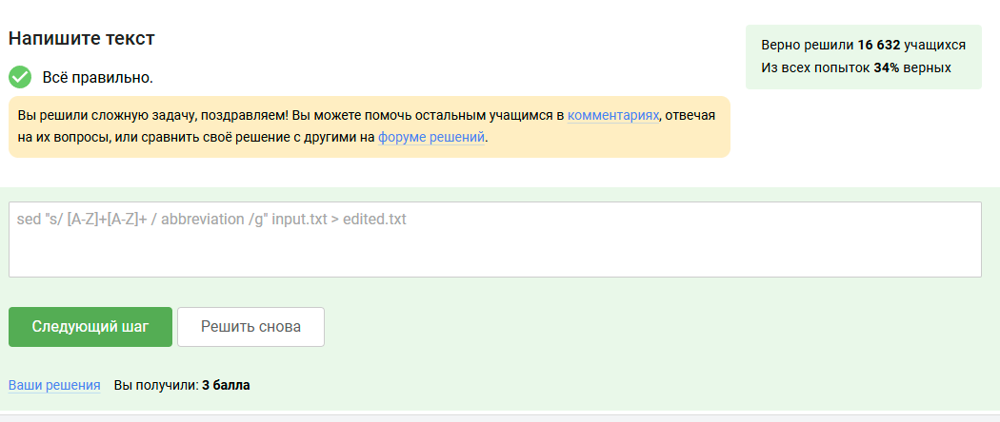 Напишите текст
Верно решили 16 632 учащихся
Из всех попыток 34% верных
Всё правильно.
Вы решили сложную задачу, поздравляем! Вы можете помочь остальным учащимся в комментариях, отвечая
на их вопросы, или сравнить своё решение с другими на форуме решений.
sed "s/ [A-Z]+[A-Z]+ / abbreviation /g" input.txt > edited.txt
Следующий шаг
Решить снова
Ваши решения Вы получили: 3 балла